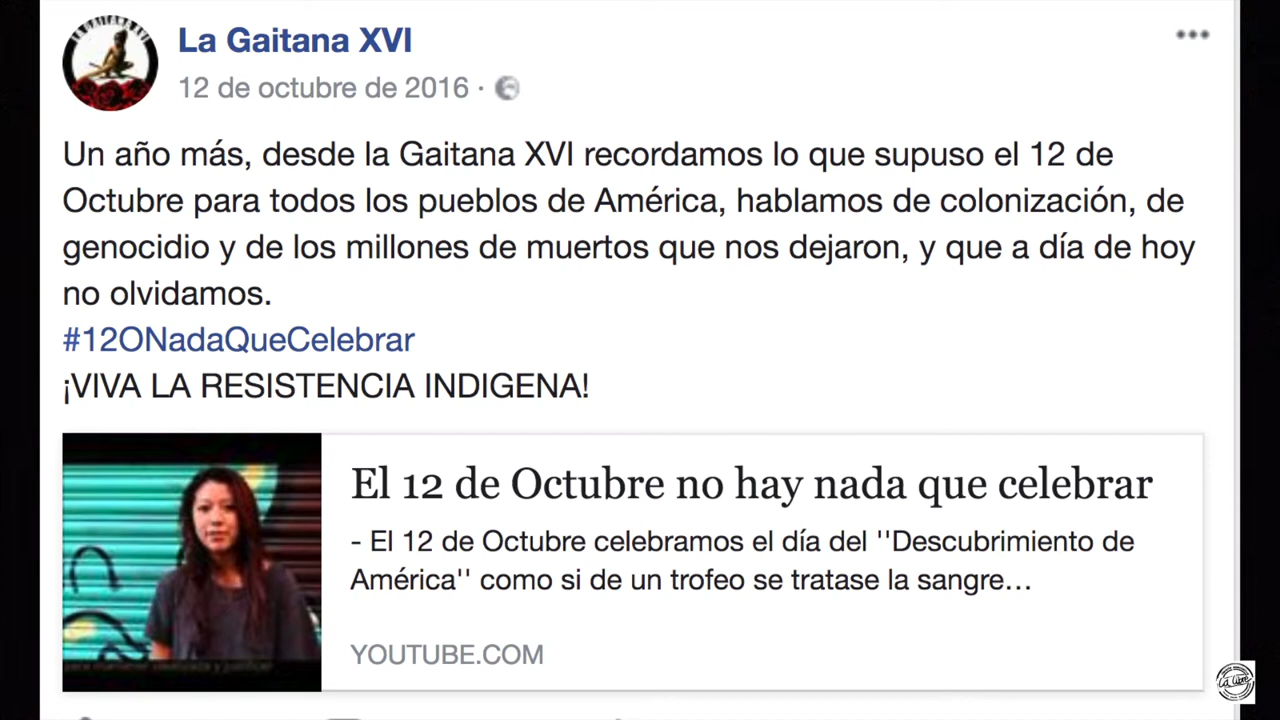 LA GAITANA XVI
La Gaitana XVI
12 de octubre de 2016 ·
Un año más, desde la Gaitana XVI recordamos lo que supuso el 12 de
Octubre para todos los pueblos de América, hablamos de colonización, de
genocidio y de los millones de muertos que nos dejaron, y que a día de hoy
no olvidamos.
#12ONadaQueCelebrar
¡VIVA LA RESISTENCIA INDIGENA!
El 12 de Octubre no hay nada que celebrar
- El 12 de Octubre celebramos el día del ''Descubrimiento de
América'' como si de un trofeo se tratase la sangre...
YOUTUBE.COM